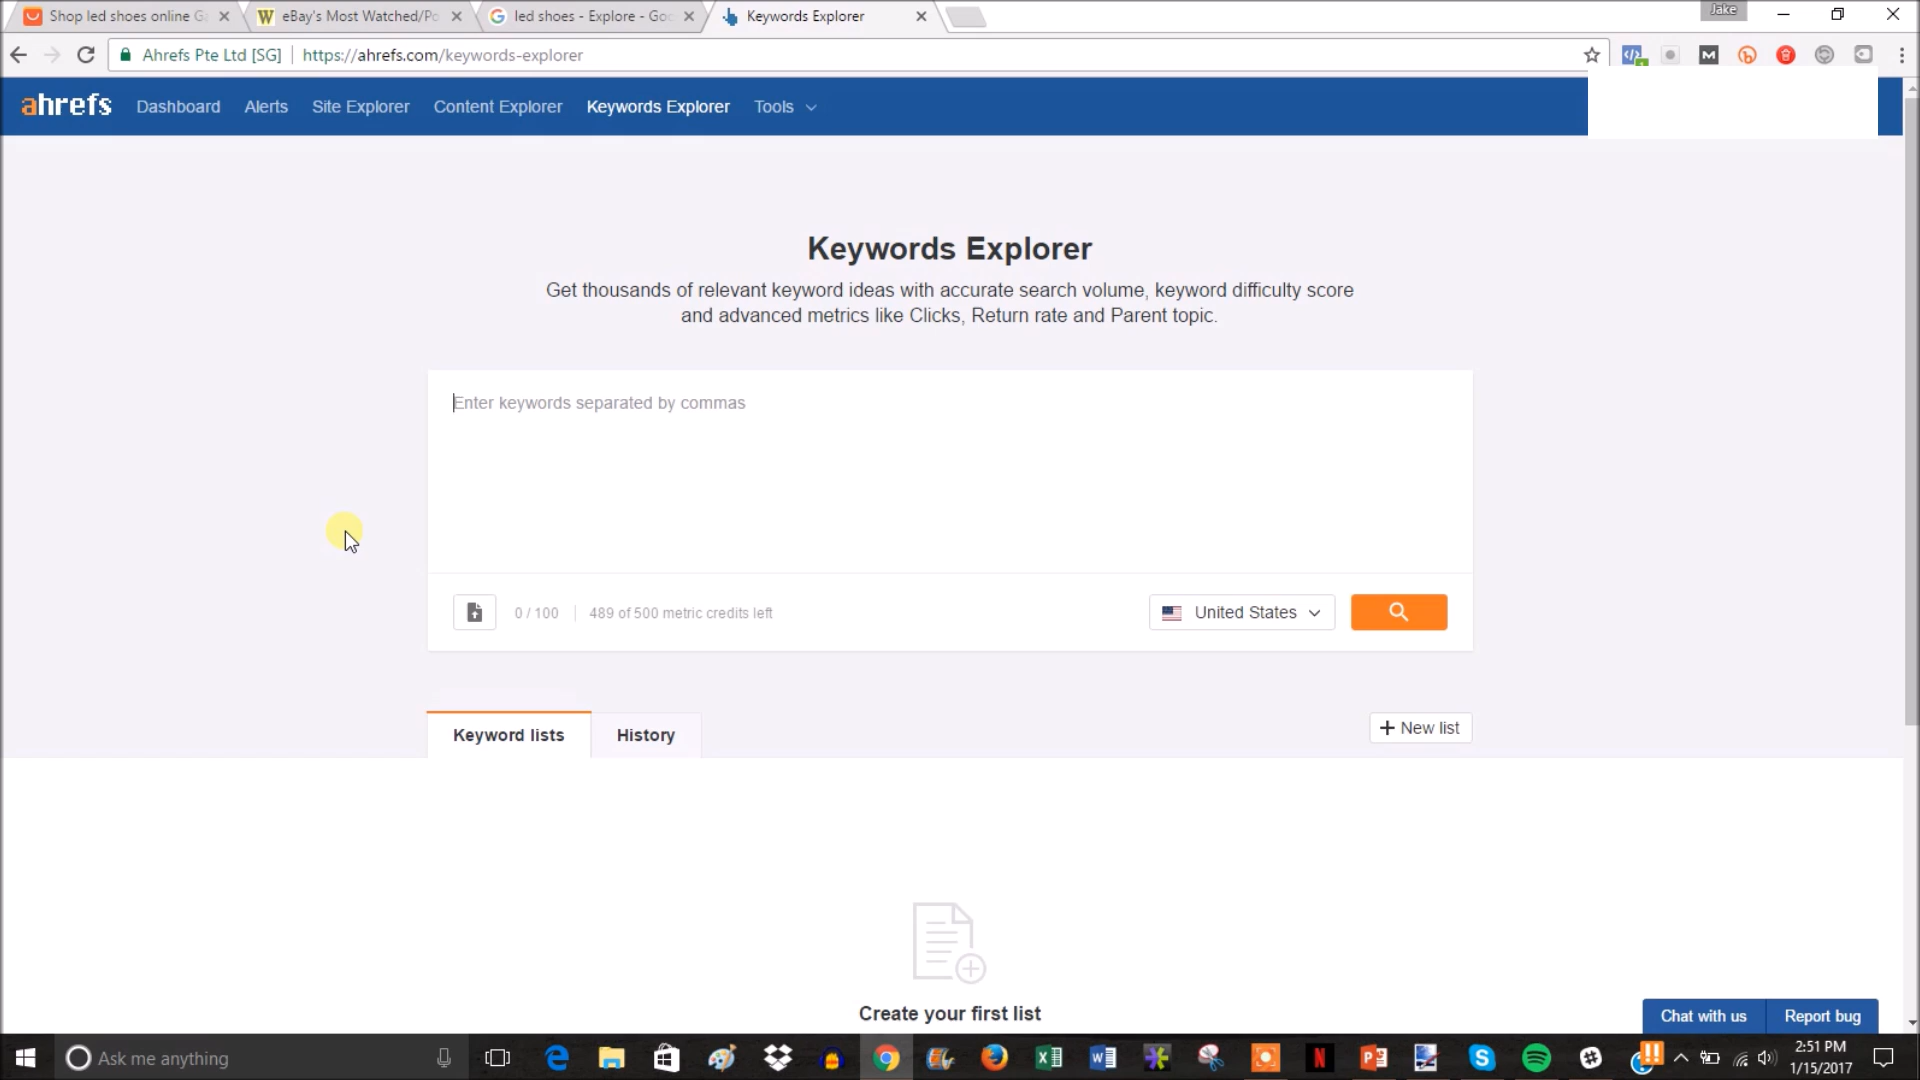 Shop led shoes online Ga
eBay's Most Watched/Po
led shoes - Explore - Goo
Keywords Explorer
Jake
Ahrefs Pte Ltd [SG]
https://ahrefs.com/keywords-explorer
ahrefs
Dashboard
Alerts
Site Explorer
Content Explorer
Keywords Explorer
Tools
Keywords Explorer
Get thousands of relevant keyword ideas with accurate search volume, keyword difficulty score
and advanced metrics like Clicks, Return rate and Parent topic.
Enter keywords separated by commas
0 / 100
489 of 500 metric credits left
United States
Keyword lists
History
New list
Create your first list
Chat with us
Report bug
Ask me anything
2:51 PM
1/15/2017